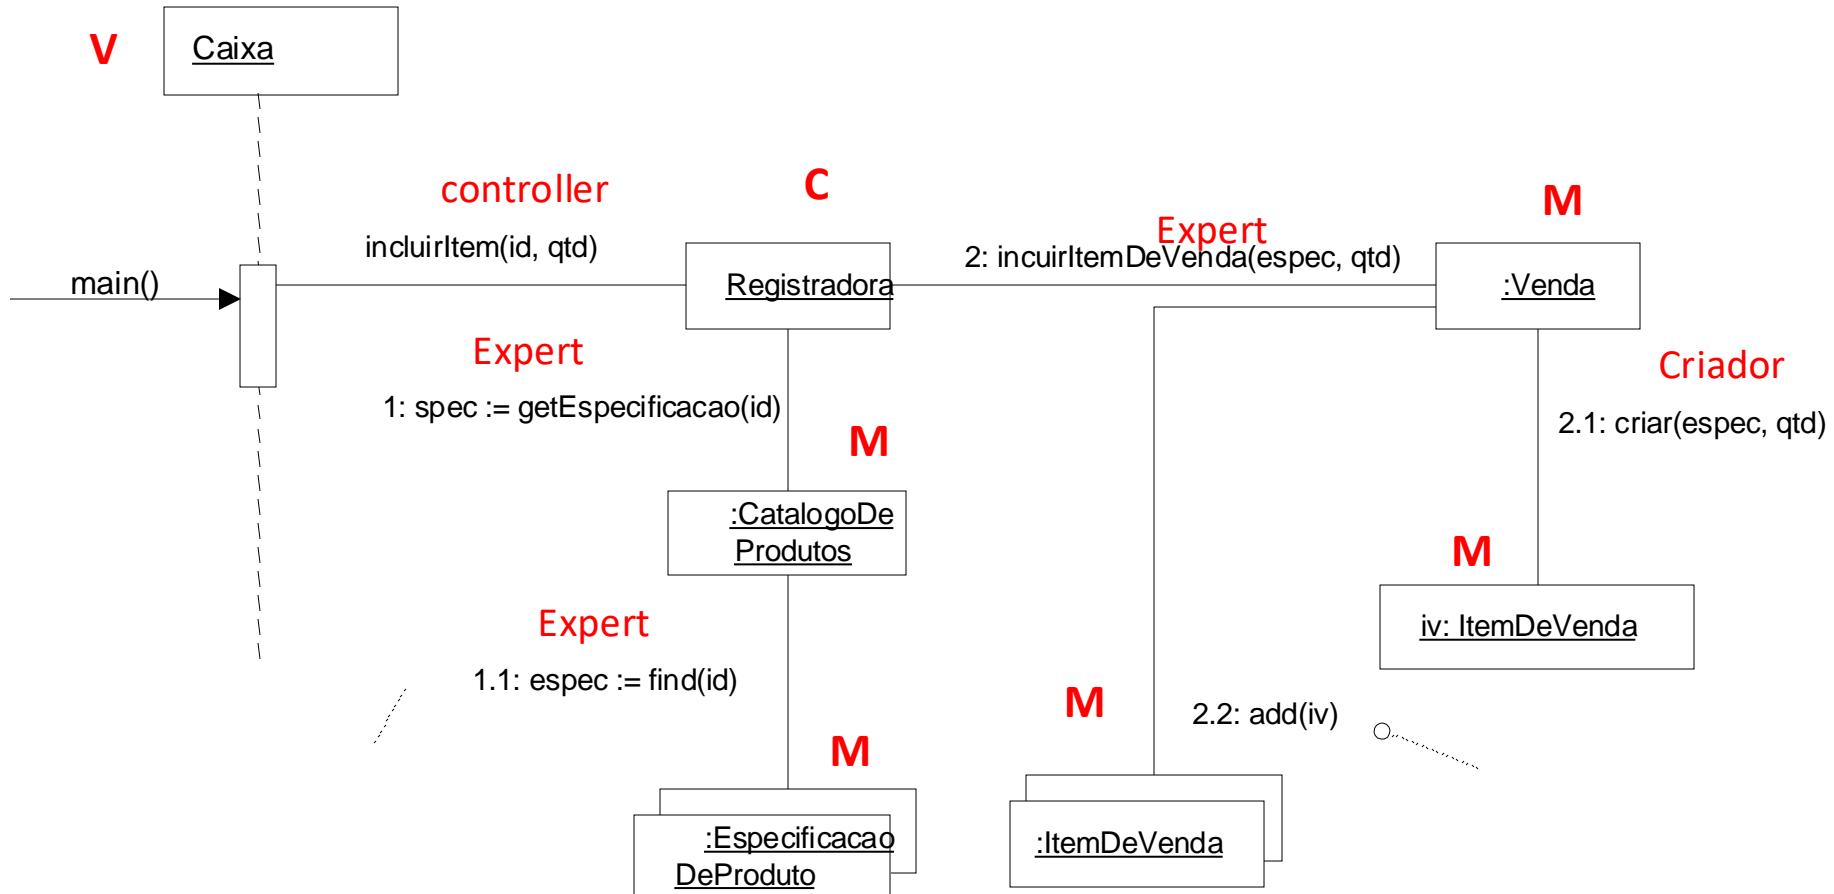 V
Caixa
controller
C
M
incluirItem(id, qtd)
Expert
2: incuirItemDeVenda(espec, qtd)
main()
Registradora
:Venda
Expert
Criador
1: spec := getEspecificacao(id)
2.1: criar(espec, qtd)
M
:CatalogoDe
Produtos
M
Expert
iv: ItemDeVenda
1.1: espec := find(id)
M
2.2: add(iv)
M
:Especificacao
DeProduto
:ItemDeVenda